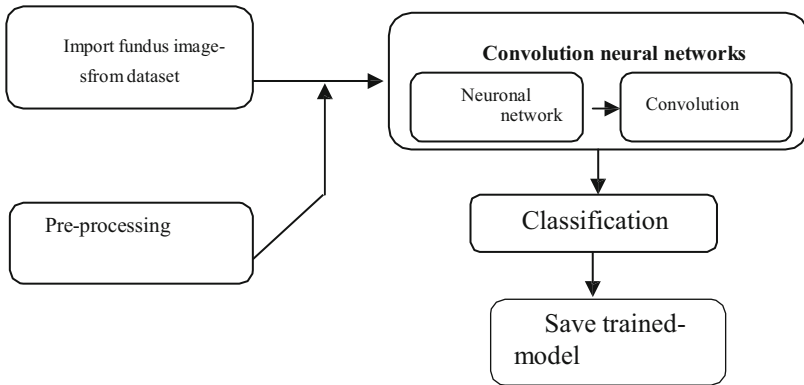 Import fundus image-
sfrom dataset
Convolution neural networks
Neuronal
network
Convolution
Pre-processing
Classification
Save trained-
model